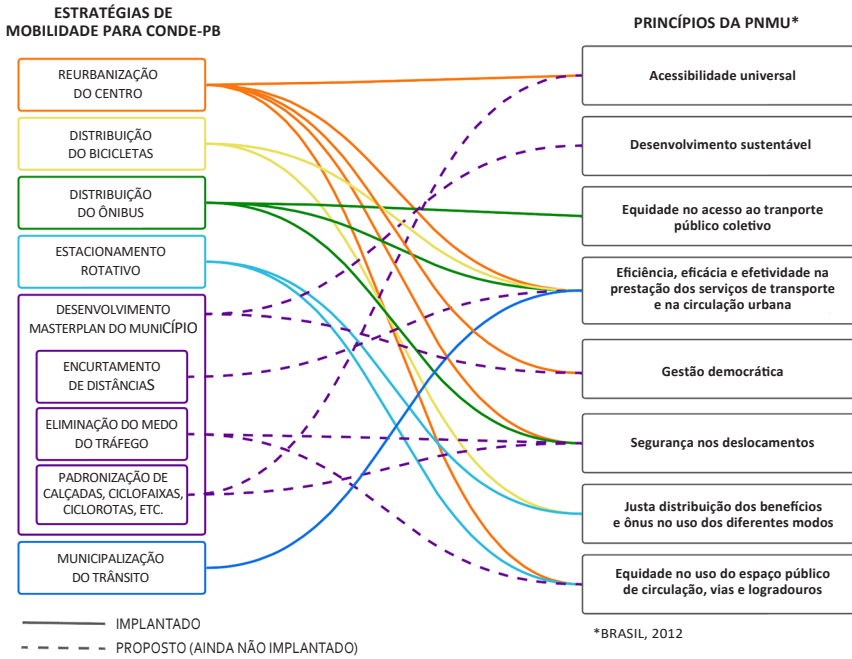 ESTRATÉGIAS DE
MOBILIDADE PARA CONDE-PB
REURBANIZAÇÃO
DO CENTRO
DISTRIBUIÇÃO
DO BICICLETAS
DISTRIBUIÇÃO
DO ÔNIBUS
ESTACIONAMENTO
ROTATIVO
DESENVOLVIMENTO
MASTERPLAN DO MUNICÍPIO
ENCURTAMENTO
DE DISTÂNCIAS
ELIMINAÇÃO DO MEDO
DO TRÁFEGO
PADRONIZAÇÃO DE
CALÇADAS, CICLOFAIXAS,
CICLOROTAS, ETC.
MUNICIPALIZAÇÃO
DO TRÂNSITO
PRINCÍPIOS DA PNMU*
Acessibilidade universal
Desenvolvimento sustentável
Equidade no acesso ao tranporte
público coletivo
Eficiência, eficácia e efetividade na
prestação dos serviços de transporte
e na circulação urbana
Gestão democrática
Segurança nos deslocamentos
Justa distribuição dos benefícios
e ônus no uso dos diferentes modos
Equidade no uso do espaço público
de circulação, vias e logradouros
IMPLANTADO
PROPOSTO (AINDA NÃO IMPLANTADO)
*BRASIL, 2012